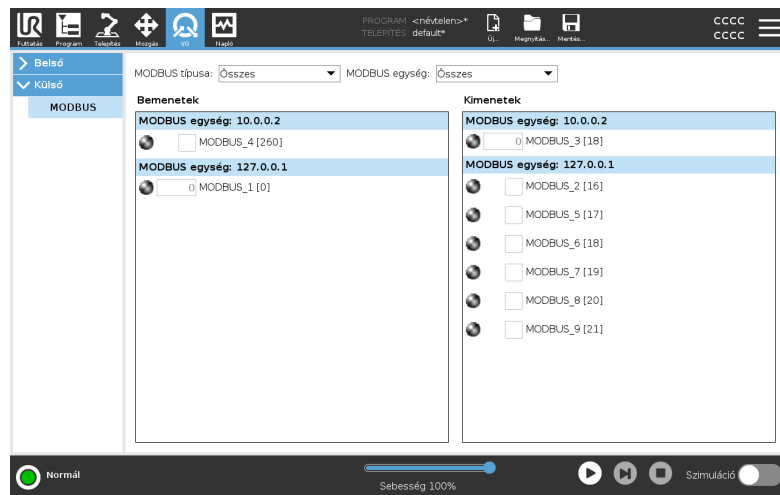 PROGRAM <névtelen>*
TELEPÍTÉS default*
CCCC
CCCC
Futtatás Program Telepítés Mozgás I/O Napló Új... Megnyitás... Mentés...
Belső
Külső
MODBUS
MODBUS típusa: Összes MODBUS egység: Összes
Bemenetek
MODBUS egység: 10.0.0.2
MODBUS_4 [260]
MODBUS egység: 127.0.0.1
0 MODBUS_1 [0]
Kimenetek
MODBUS egység: 10.0.0.2
0 MODBUS_3 [18]
MODBUS egység: 127.0.0.1
MODBUS_2 [16]
MODBUS_5 [17]
MODBUS_6 [18]
MODBUS_7 [19]
MODBUS_8 [20]
MODBUS_9 [21]
Normál
Sebesség 100%
Szimuláció